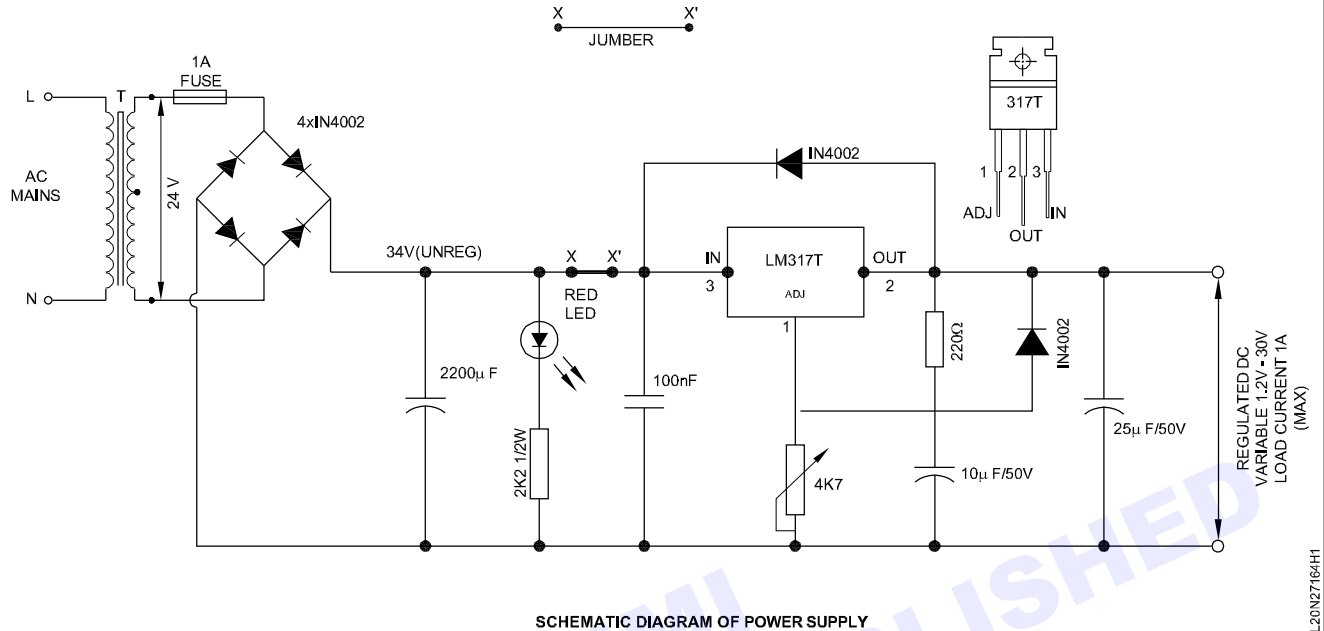 X X'
JUMBER
1A
FUSE
L
T
4xIN4002
24 V
AC
MAINS
N
317T
1 2 3
ADJ IN
OUT
IN4002
34V(UNREG)
X X'
RED
LED
IN
3
LM317T
ADJ
1
OUT
2
220Ω
IN4002
2200µ F
100nF
2K2 1/2W
4K7
10µ F/50V
25µ F/50V
REGULATED DC
VARIABLE 1.2V - 30V
LOAD CURRENT 1A
(MAX)
SCHEMATIC DIAGRAM OF POWER SUPPLY
L20N27164H1